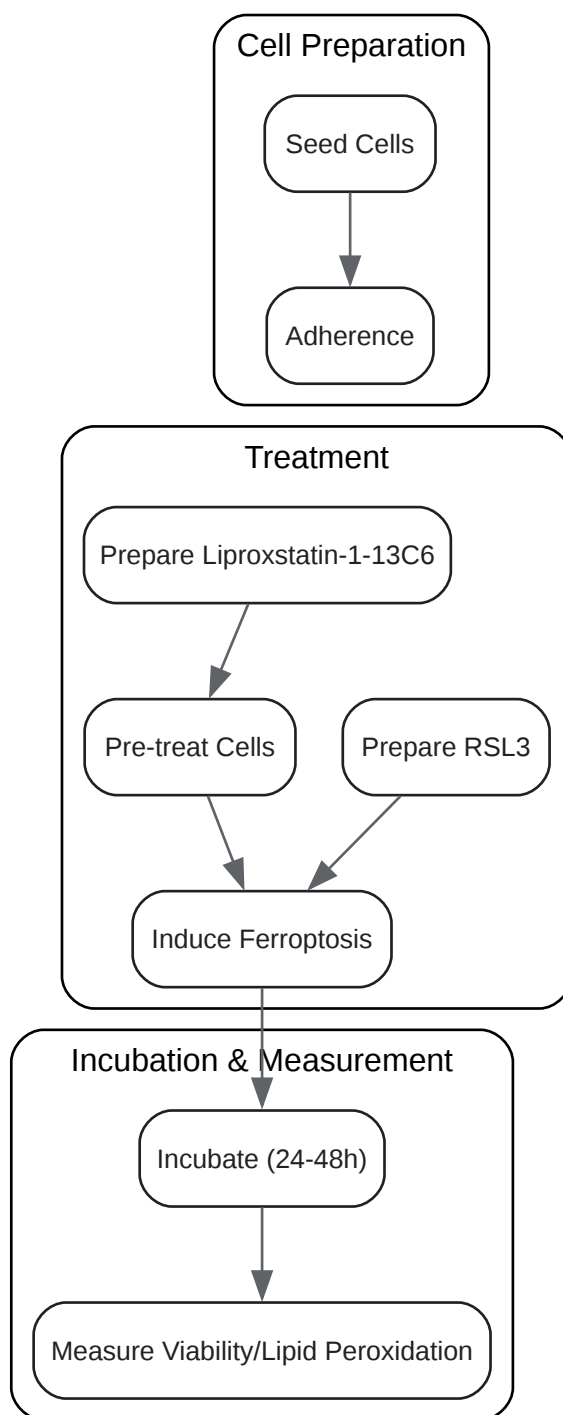 Cell Preparation
Seed Cells
Adherence
Treatment
Prepare Liproxstatin-1-13C6
Pre-treat Cells
Prepare RSL3
Induce Ferroptosis
Incubation & Measurement
Incubate (24-48h)
Measure Viability/Lipid Peroxidation